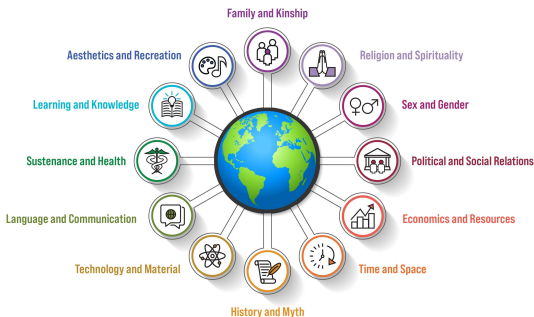 Family and Kinship
Aesthetics and Recreation
Religion and Spirituality
Learning and Knowledge
Sex and Gender
Sustenance and Health
Political and Social Relations
Language and Communication
Economics and Resources
Technology and Material
Time and Space
History and Myth